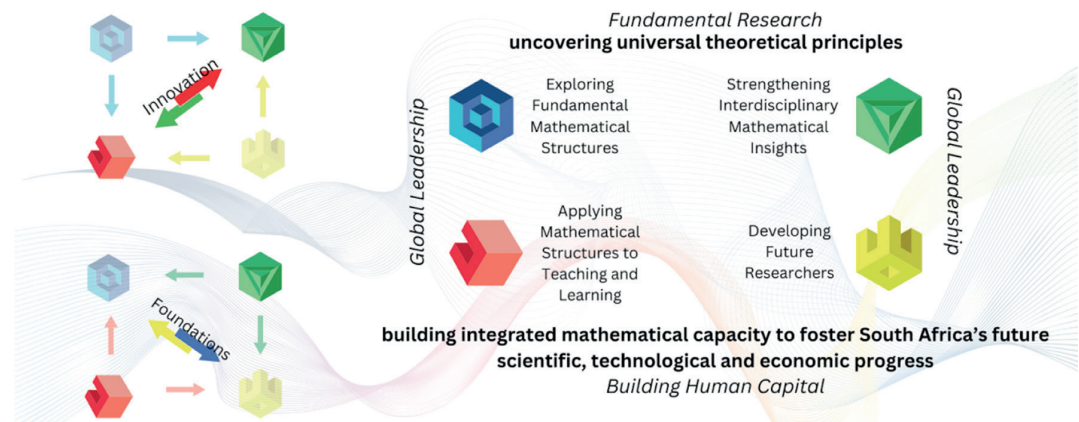 Innovation
Foundations
Fundamental Research
uncovering universal theoretical principles
Global Leadership
Exploring
Fundamental
Mathematical
Structures
Strengthening
Interdisciplinary
Mathematical
Insights
Global Leadership
Applying
Mathematical
Structures to
Teaching and
Learning
Developing
Future
Researchers
building integrated mathematical capacity to foster South Africa’s future
scientific, technological and economic progress
Building Human Capital